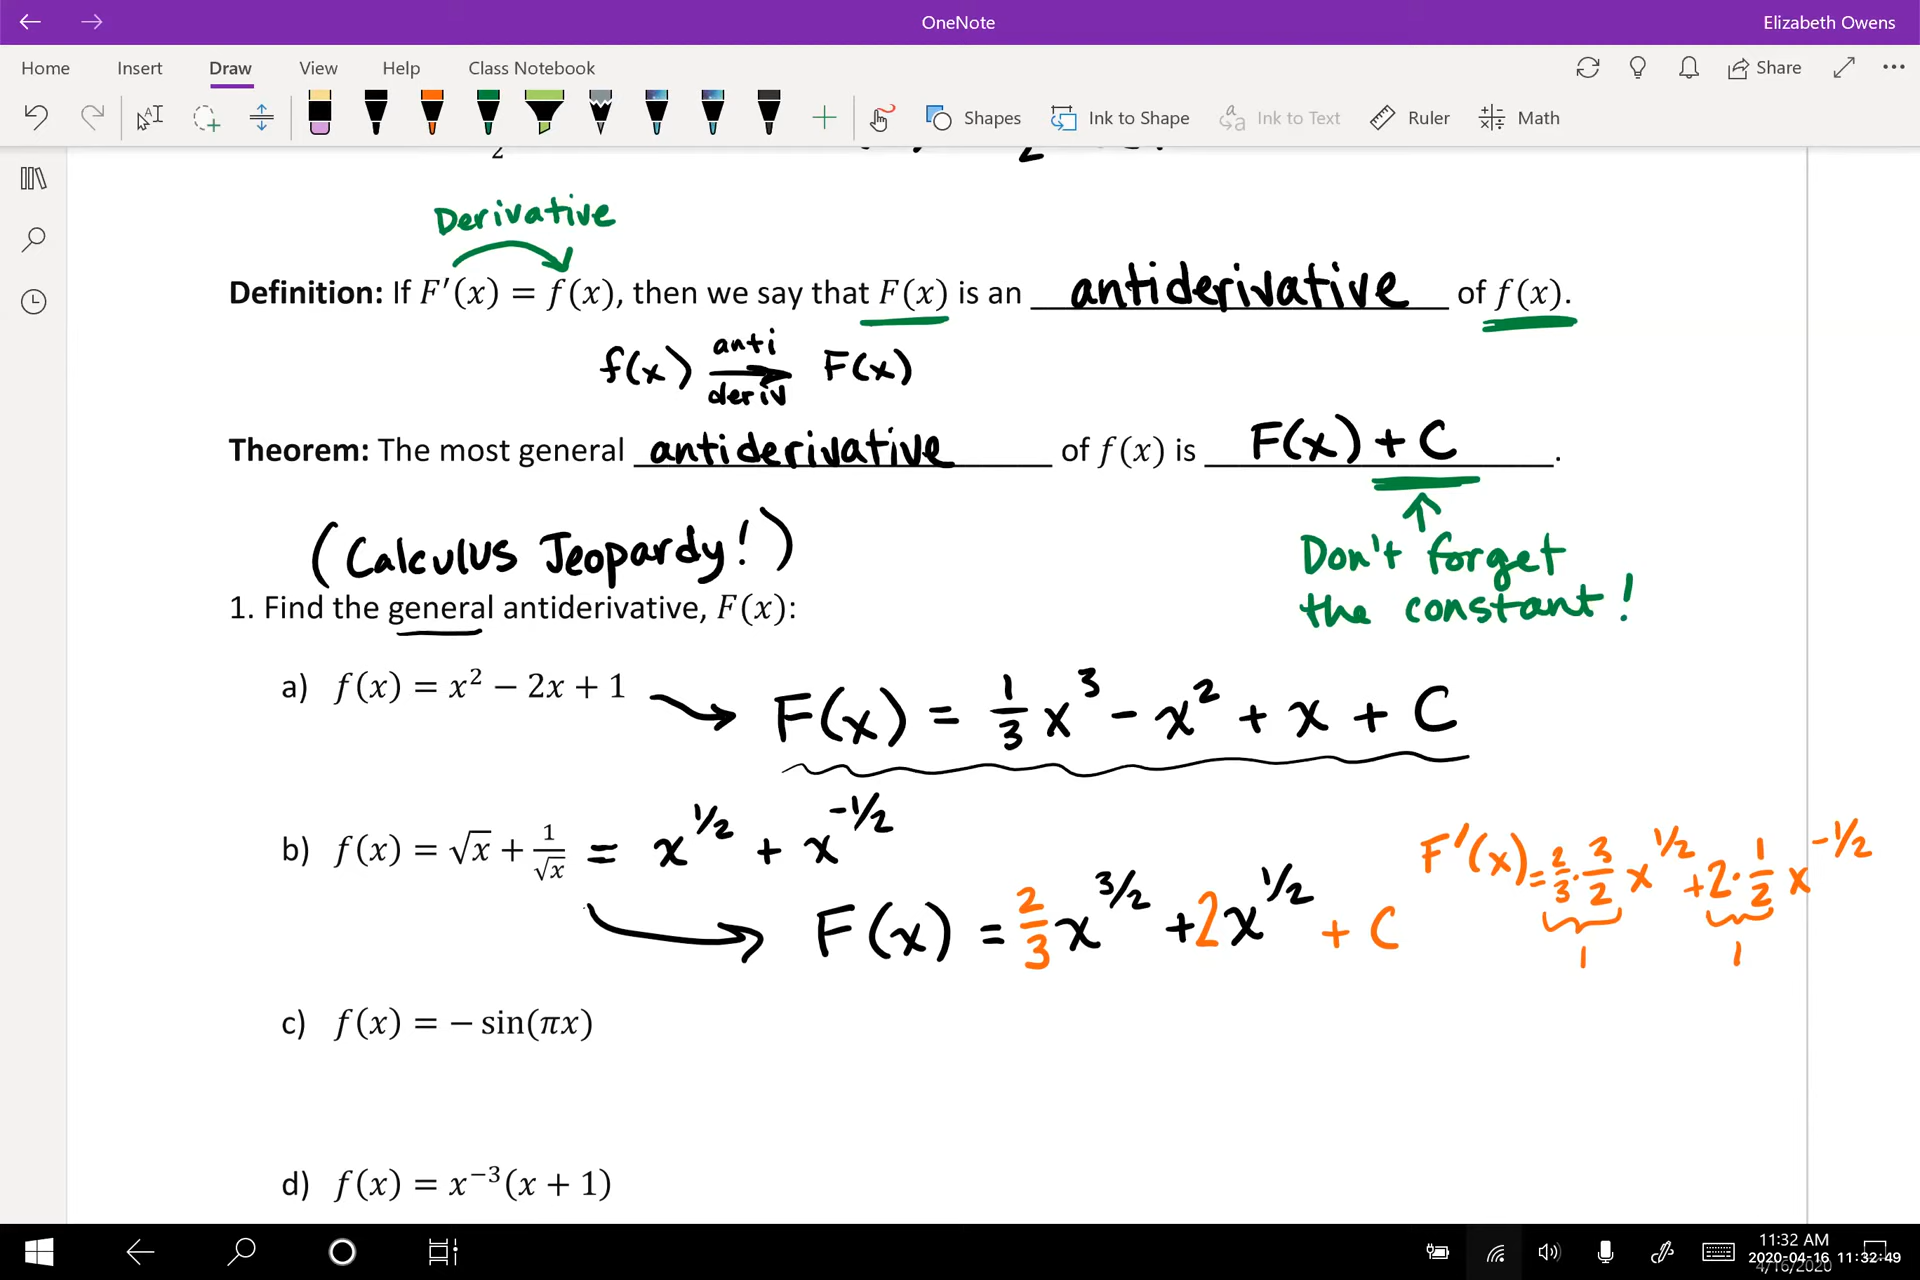 OneNote
Elizabeth Owens
Home Insert Draw View Help Class Notebook
Share
Shapes Ink to Shape Ink to Text Ruler Math
Derivative
Definition: If F′(x) = f(x), then we say that F(x) is an antiderivative of f(x).
f(x) anti deriv F(x)
Theorem: The most general antiderivative of f(x) is F(x) + C.
Don't forget
the constant!
(Calculus Jeopardy!)
1. Find the general antiderivative, F(x):
a) f(x) = x² − 2x + 1 → F(x) = 1/3 x³ − x² + x + C
b) f(x) = √x + 1/√x = x^1/2 + x^-1/2
F(x) = 2/3 x^3/2 + 2x^1/2 + C
F'(x) = 2/3 · 3/2 x^1/2 + 2 · 1/2 x^-1/2
1 1
c) f(x) = − sin(πx)
d) f(x) = x⁻³(x + 1)
11:32 AM
2020-04-16 11:32:49
4/16/2020